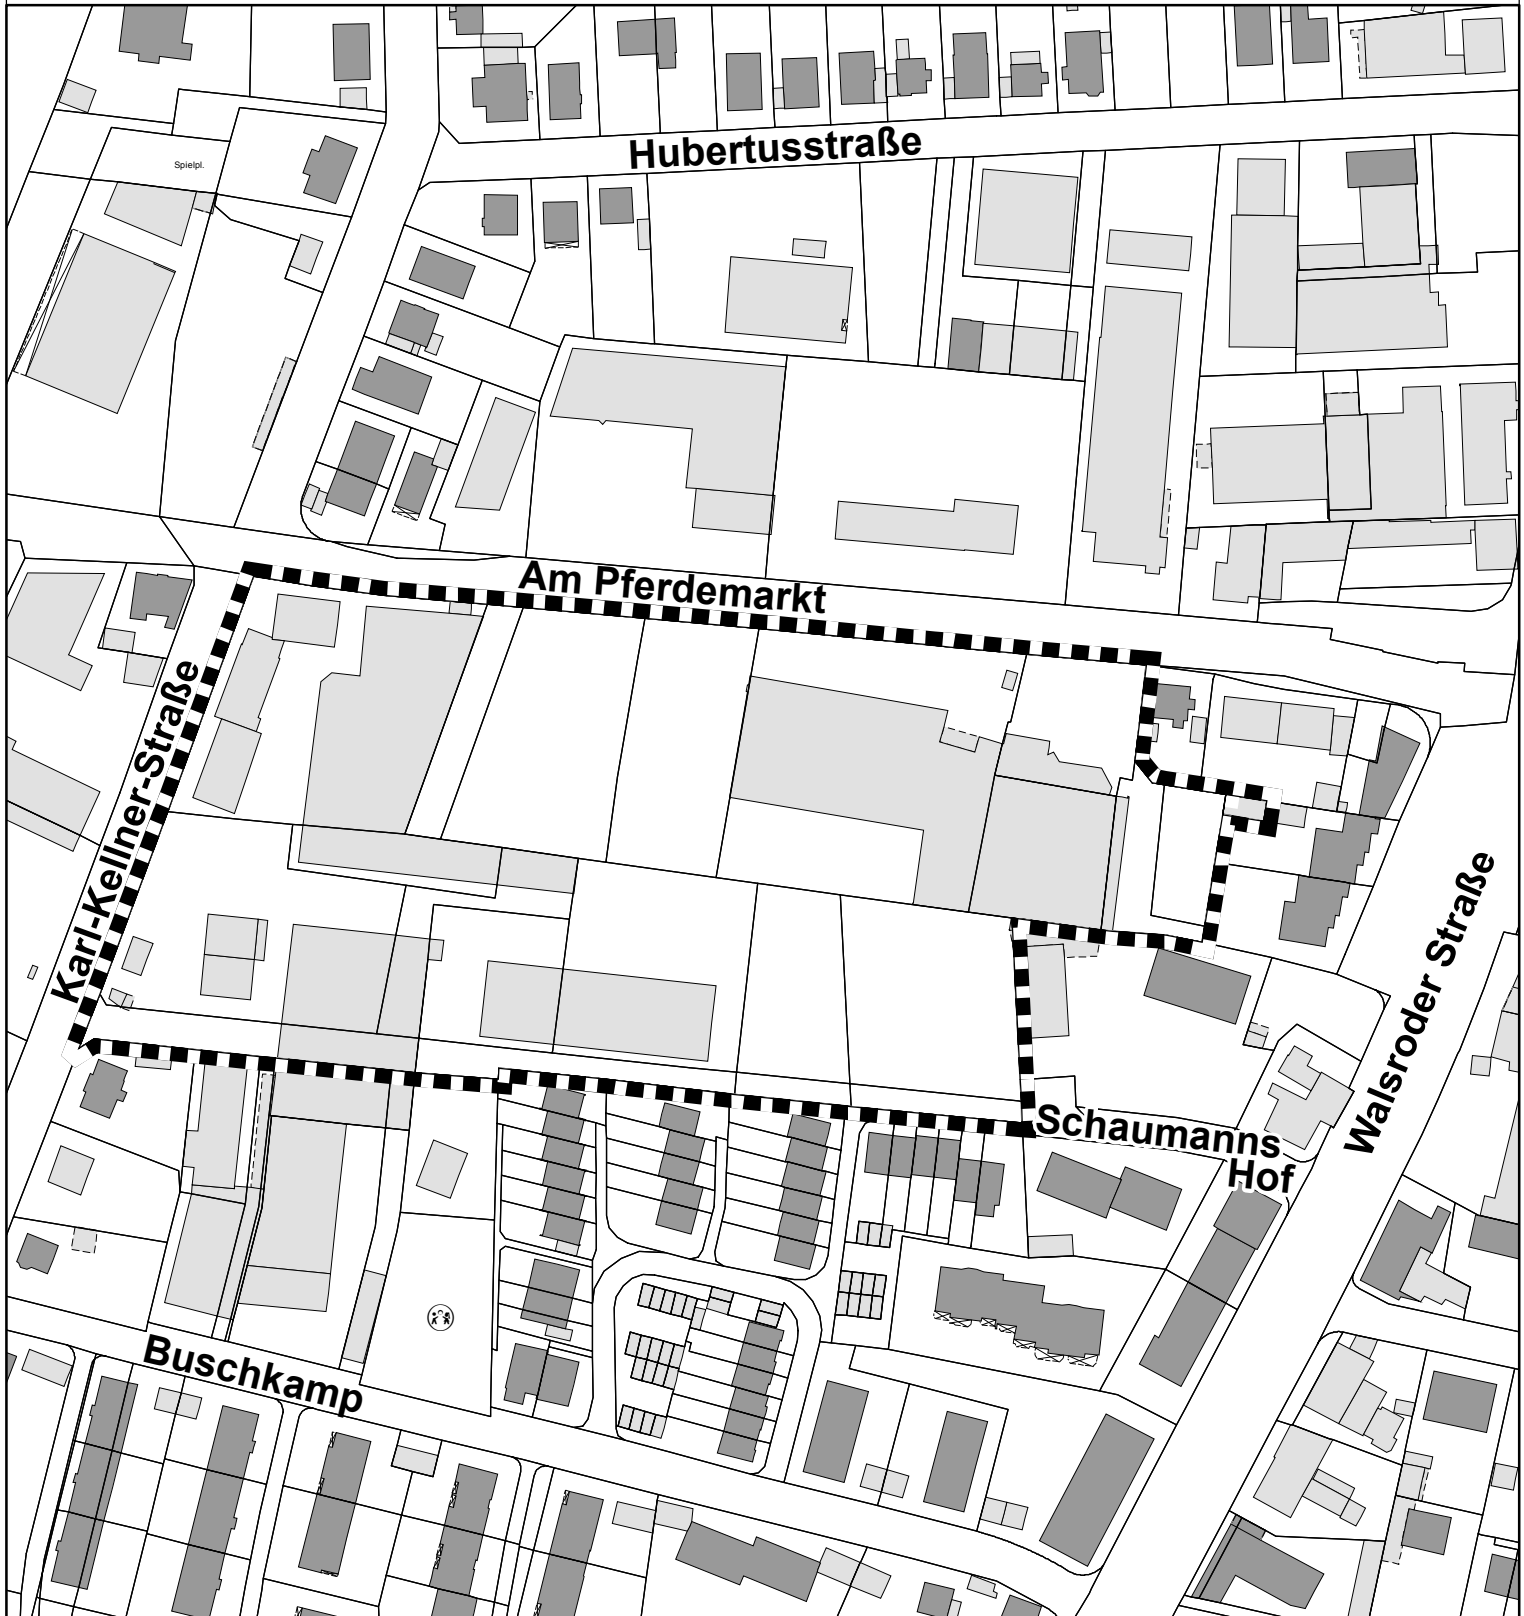 Hubertusstraße
Spielpl.
Am Pferdemarkt
Karl-Kellner-Straße
Walsroder Straße
Schaumanns
Hof
Buschkamp